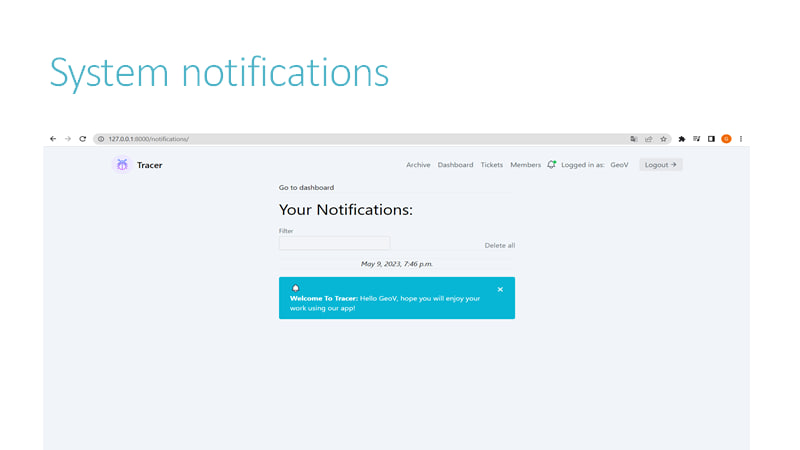 System notifications
127.0.0.1:8000/notifications/
Tracer
Archive Dashboard Tickets Members Logged in as: GeoV Logout →
Go to dashboard
Your Notifications:
Filter
Delete all
May 9, 2023, 7:46 p.m.
Welcome To Tracer: Hello GeoV, hope you will enjoy your
work using our app!